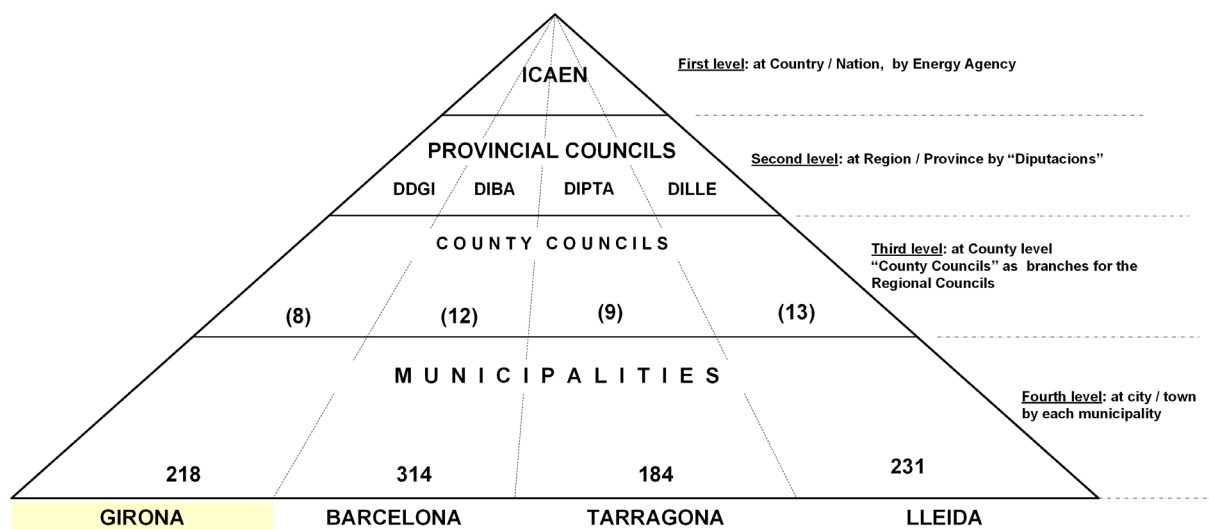 ICAEN
First level: at Country / Nation, by Energy Agency
PROVINCIAL COUNCILS
Second level: at Region / Province by “Diputacions”
DDGI DIBA DIPTA DILLE
COUNTY COUNCILS
Third level: at County level
“County Councils” as branches for the
Regional Councils
(8) (12) (9) (13)
MUNICIPALITIES
Fourth level: at city / town
by each municipality
218 314 184 231
GIRONA BARCELONA TARRAGONA LLEIDA